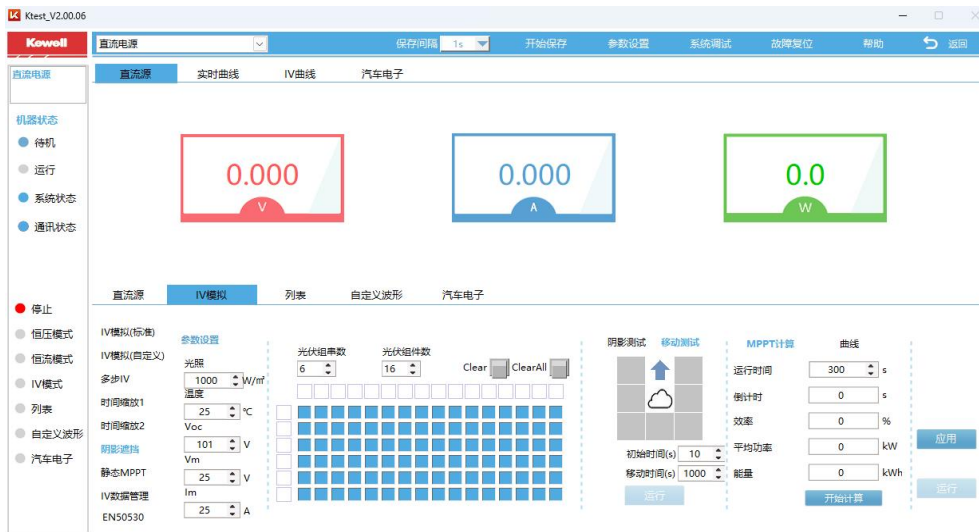 Ktest_V2.00.06
Kewell 直流电源 保存间隔 1s 开始保存 参数设置 系统调试 故障复位 帮助 返回
直流电源
直流源 实时曲线 IV曲线 汽车电子
机器状态
待机
运行
系统状态
通讯状态
0.000 0.000 0.0
V A W
直流源 IV模拟 列表 自定义波形 汽车电子
停止
恒压模式
恒流模式
IV模式
列表
自定义波形
汽车电子
IV模拟(标准)
IV模拟(自定义)
多步IV
时间缩放1
时间缩放2
阴影遮挡
静态MPPT
IV数据管理
EN50530
参数设置
光照
1000 W/m²
温度
25 ℃
Voc
101 V
Vm
25 V
Im
25 A
光伏组串数 光伏组件数
6 16 Clear ClearAll
阴影测试 移动测试
初始时间(s) 10
移动时间(s) 1000
运行
MPPT计算 曲线
运行时间 300 s
倒计时 0 s
效率 0 %
平均功率 0 kW
能量 0 kWh
开始计算
应用
运行